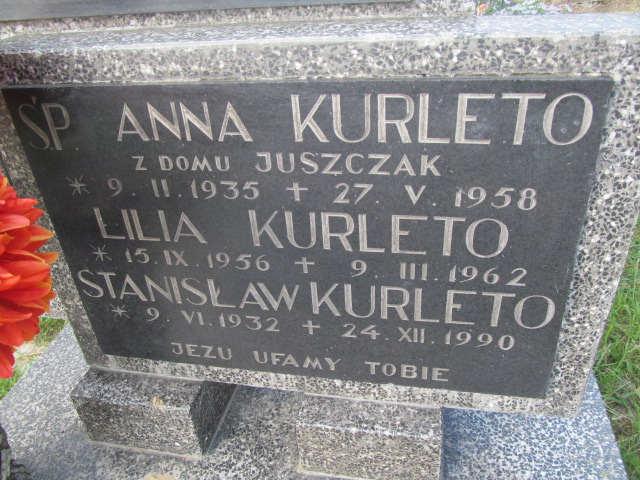 ŚP. ANNA KURLETO
Z DOMU JUSZCZAK
* 9. II. 1935 + 27. V. 1958
LILIA KURLETO
* 15. IX. 1956 + 9. III. 1962
STANISŁAW KURLETO
* 9. VI. 1932 + 24. XII. 1990
JEZU UFAMY TOBIE